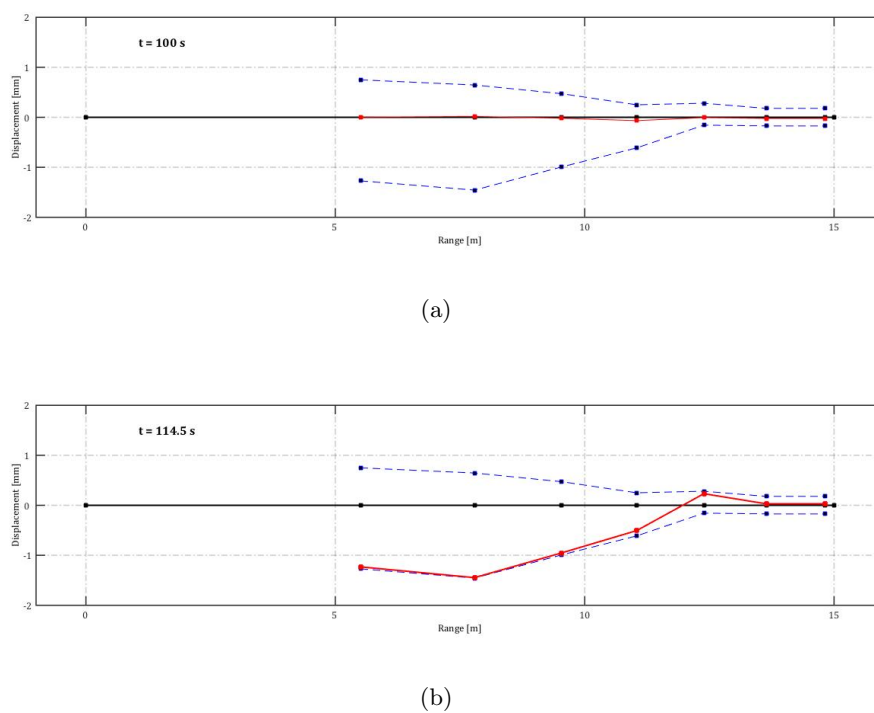 2
t = 100 s
1
Displacement [mm]
0
-1
-2
0
5
10
15
Range [m]
(a)
2
t = 114.5 s
1
Displacement [mm]
0
-1
-2
0
5
10
15
Range [m]
(b)